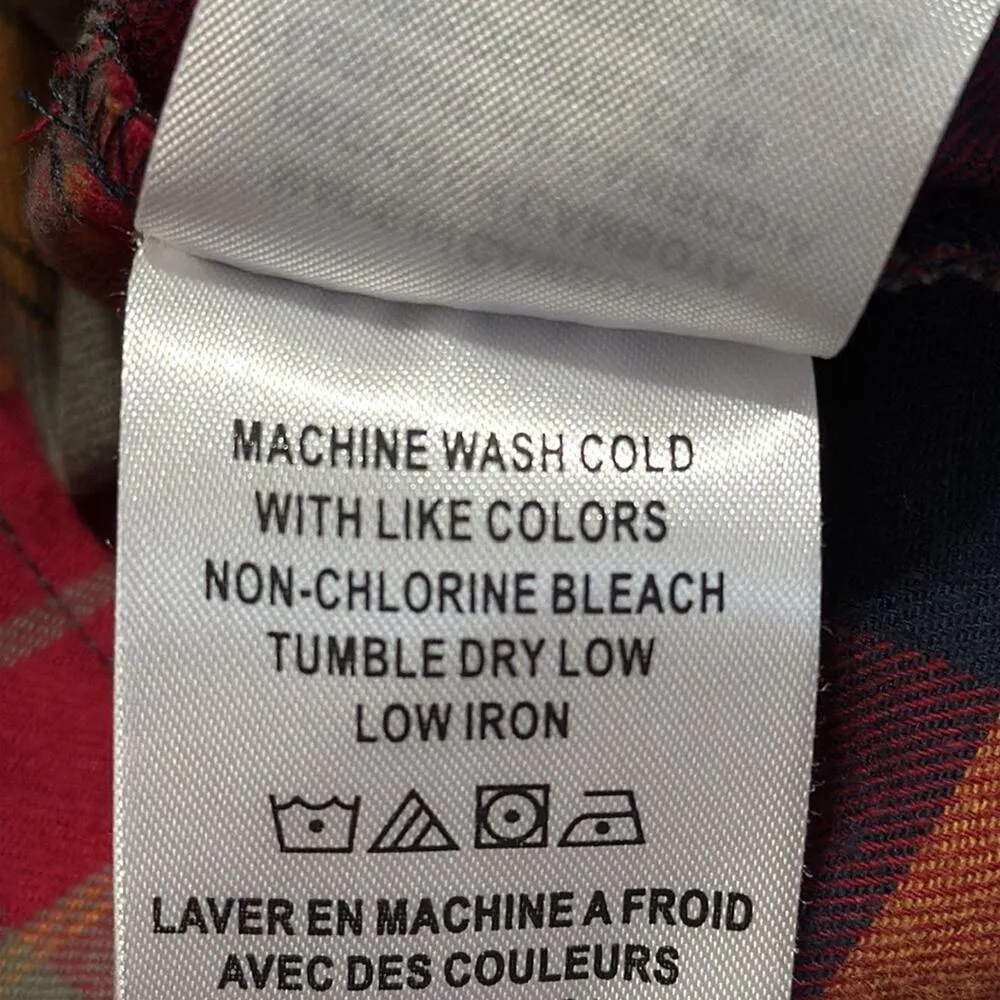 MACHINE WASH COLD
WITH LIKE COLORS
NON-CHLORINE BLEACH
TUMBLE DRY LOW
LOW IRON
LAVER EN MACHINE A FROID
AVEC DES COULEURS